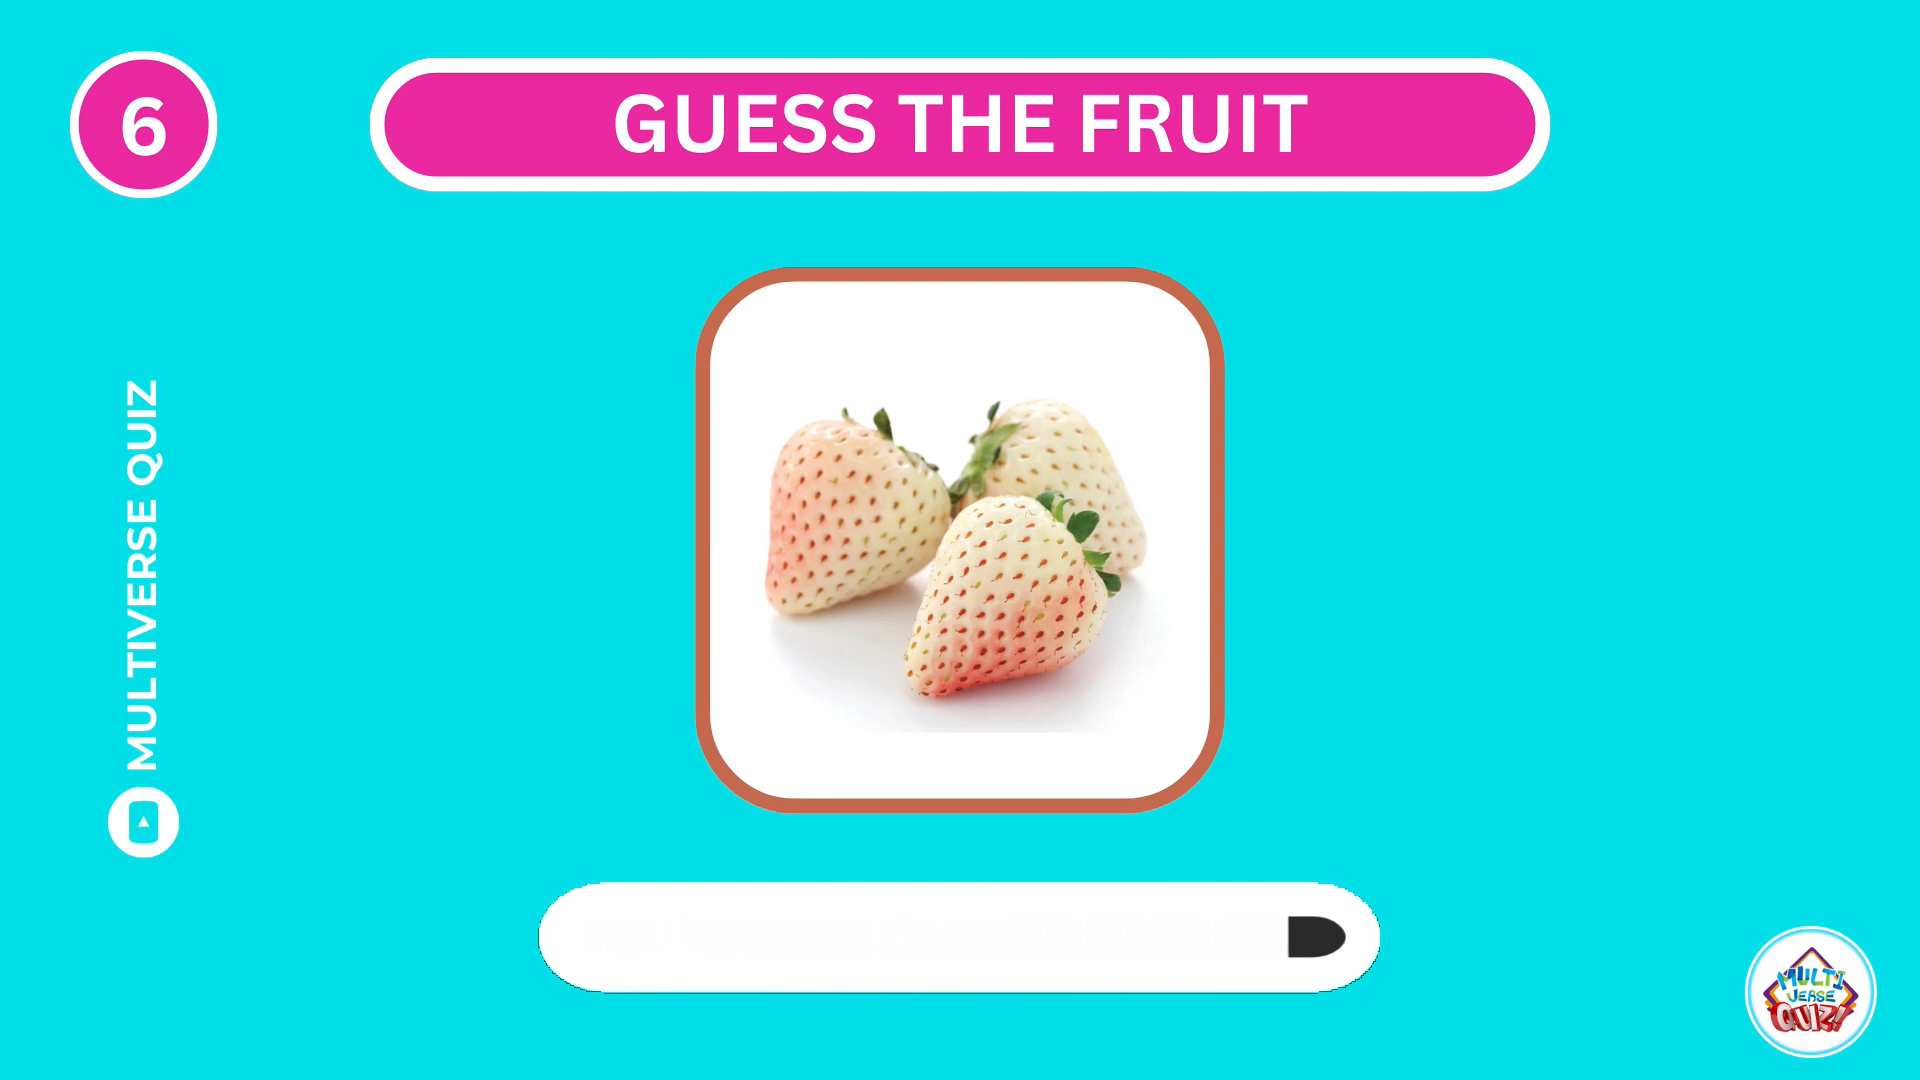 6
GUESS THE FRUIT
MULTIVERSE QUIZ
MULTI
VERSE
QUIZ!